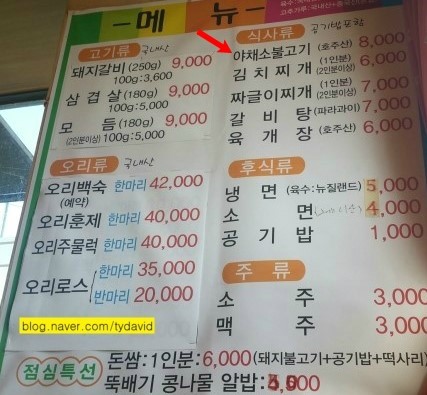 -메 뉴-
고기류 국내산
돼지갈비 (250g) 9,000
100g:3,600
삼 겹 살 (180g) 9,000
100g:5,000
모 듬 (180g) 9,000
(2인분이상) 100g:5,000
오리류 국내산
오리백숙 한마리 42,000
(예약)
오리훈제 한마리 40,000
오리주물럭 한마리 40,000
오리로스 한마리 35,000
반마리 20,000
blog.naver.com/tydavid
식사류 공기밥포함
야채소불고기 (호주산) 8,000
김 치 찌 개 (1인분) 6,000
(2인분이상)
짜글이찌개 (1인분) 7,000
(2인분이상)
갈 비 탕 (파라과이) 7,000
육 개 장 (호주산) 6,000
후식류
냉 면 (육수:뉴질랜드) 5,000
소 면 4,000
공 기 밥 1,000
주 류
소 주 3,000
맥 주 3,000
점심특선 돈쌈:1인분:6,000 (돼지불고기+공기밥+떡사리)
뚝배기 콩나물 알밥: